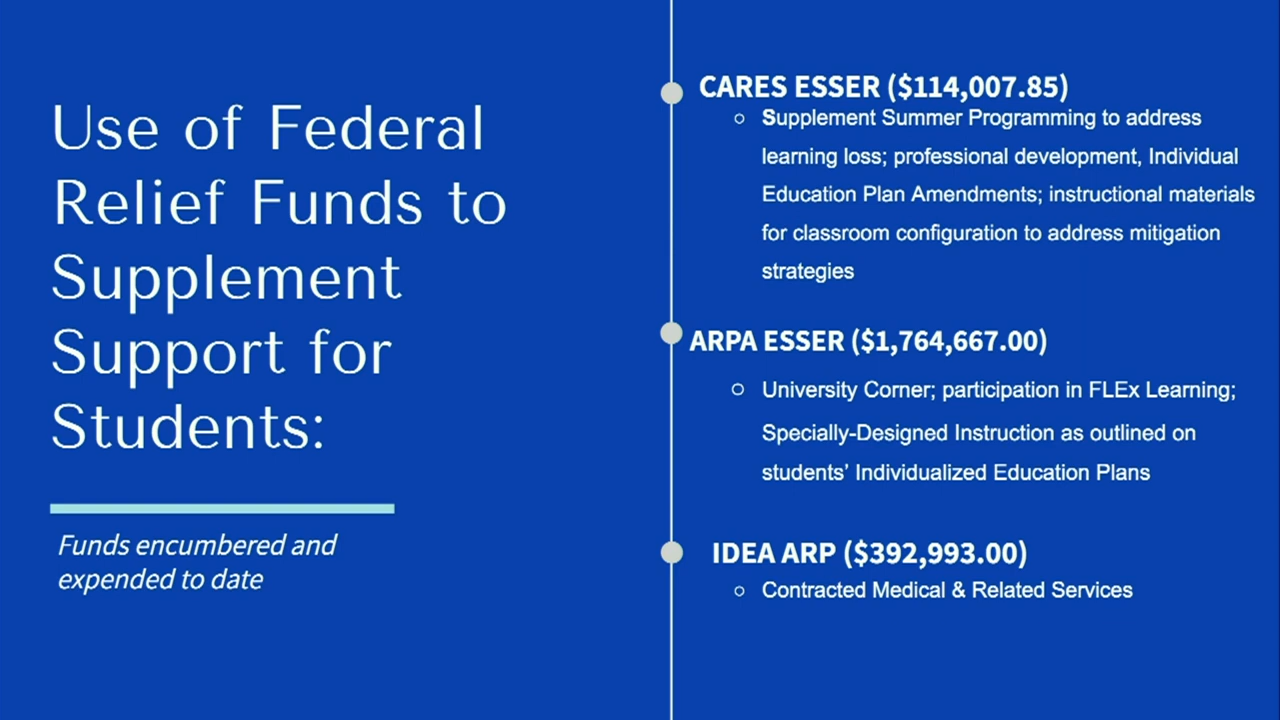 Use of Federal
Relief Funds to
Supplement
Support for
Students:
Funds encumbered and
expended to date
CARES ESSER ($114,007.85)
Supplement Summer Programming to address
learning loss; professional development, Individual
Education Plan Amendments; instructional materials
for classroom configuration to address mitigation
strategies
ARPA ESSER ($1,764,667.00)
University Corner; participation in FLEx Learning;
Specially-Designed Instruction as outlined on
students’ Individualized Education Plans
IDEA ARP ($392,993.00)
Contracted Medical & Related Services